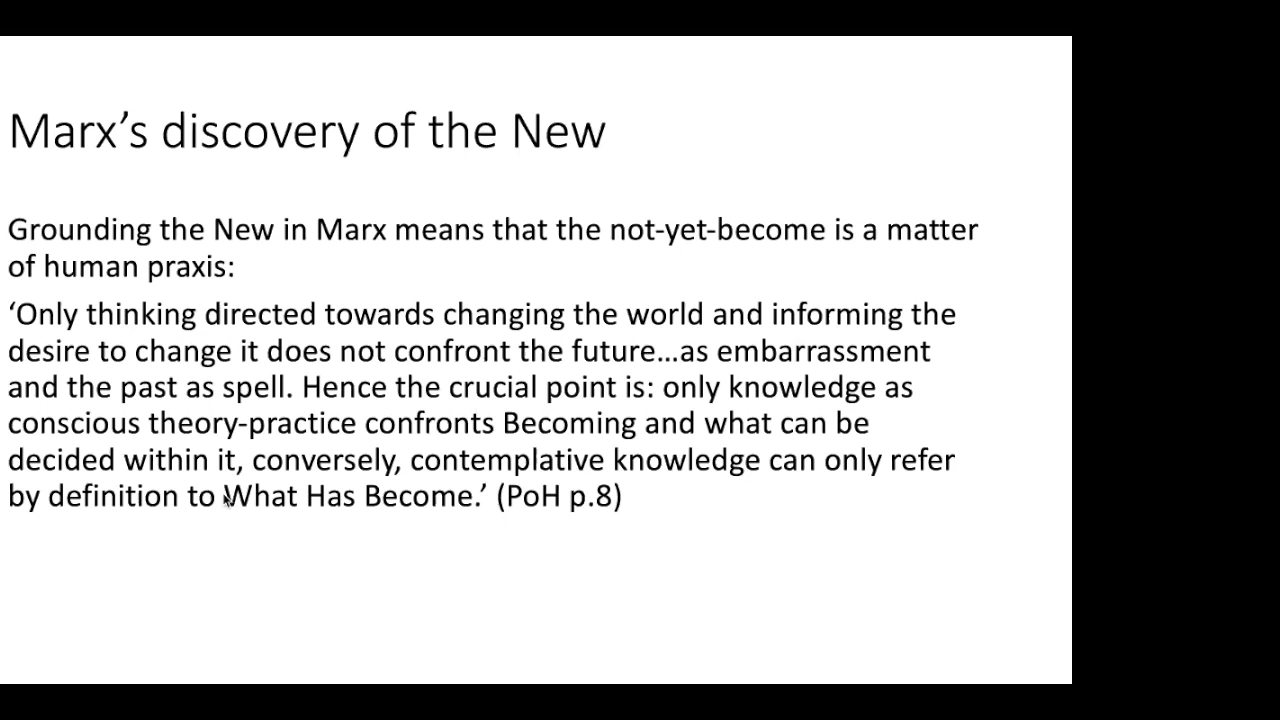 Marx’s discovery of the New
Grounding the New in Marx means that the not-yet-become is a matter
of human praxis:
‘Only thinking directed towards changing the world and informing the
desire to change it does not confront the future…as embarrassment
and the past as spell. Hence the crucial point is: only knowledge as
conscious theory-practice confronts Becoming and what can be
decided within it, conversely, contemplative knowledge can only refer
by definition to What Has Become.’ (PoH p.8)